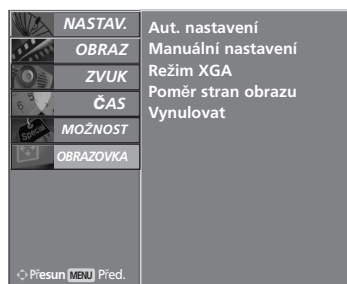 NASTAV.
OBRAZ
ZVUK
ČAS
MOŽNOST
OBRAZOVKA
Přesun MENU Před.
Aut. nastavení
Manuální nastavení
Režim XGA
Poměr stran obrazu
Vynulovat